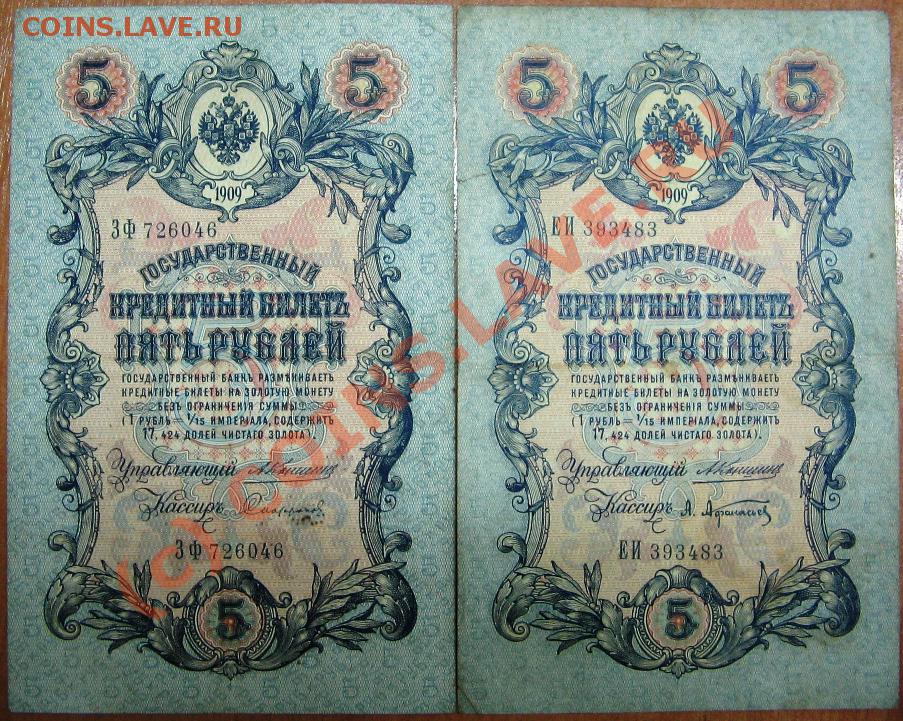 COINS.LAVE.РУ
5 5
1909
ЗФ 726046
ГОСУДАРСТВЕННЫЙ
КРЕДИТНЫЙ БИЛЕТЪ
ПЯТЬ РУБЛЕЙ
ГОСУДАРСТВЕННЫЙ БАНКЪ РАЗМѢНИВАЕТЪ
КРЕДИТНЫЕ БИЛЕТЫ НА ЗОЛОТУЮ МОНЕТУ
БЕЗЪ ОГРАНИЧЕНІЯ СУММЫ
(1 РУБЛЬ = 1/15 ИМПЕРІАЛА, СОДЕРЖИТЪ
17,424 ДОЛЕЙ ЧИСТАГО ЗОЛОТА).
Управляющій
Кассиръ
ЗФ 726046
5
5 5
1909
ЕИ 393483
ГОСУДАРСТВЕННЫЙ
КРЕДИТНЫЙ БИЛЕТЪ
ПЯТЬ РУБЛЕЙ
ГОСУДАРСТВЕННЫЙ БАНКЪ РАЗМѢНИВАЕТЪ
КРЕДИТНЫЕ БИЛЕТЫ НА ЗОЛОТУЮ МОНЕТУ
БЕЗЪ ОГРАНИЧЕНІЯ СУММЫ
(1 РУБЛЬ = 1/15 ИМПЕРІАЛА, СОДЕРЖИТЪ
17,424 ДОЛЕЙ ЧИСТАГО ЗОЛОТА).
Управляющій
Кассиръ А. Афанасьев
ЕИ 393483
5
(c) COINS.LAVE.RU